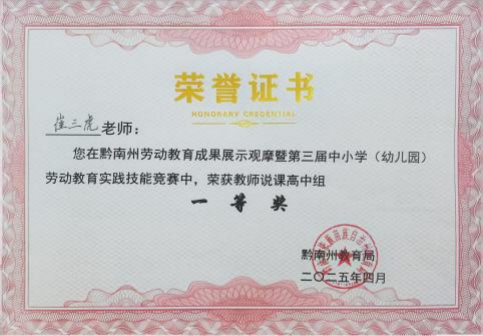 荣誉证书
HONORARY CREDENTIAL
崔三虎老师：
您在黔南州劳动教育成果展示观摩暨第三届中小学（幼儿园）
劳动教育实践技能竞赛中，荣获教师说课高中组
一等奖
黔南州教育局
二〇二五年四月